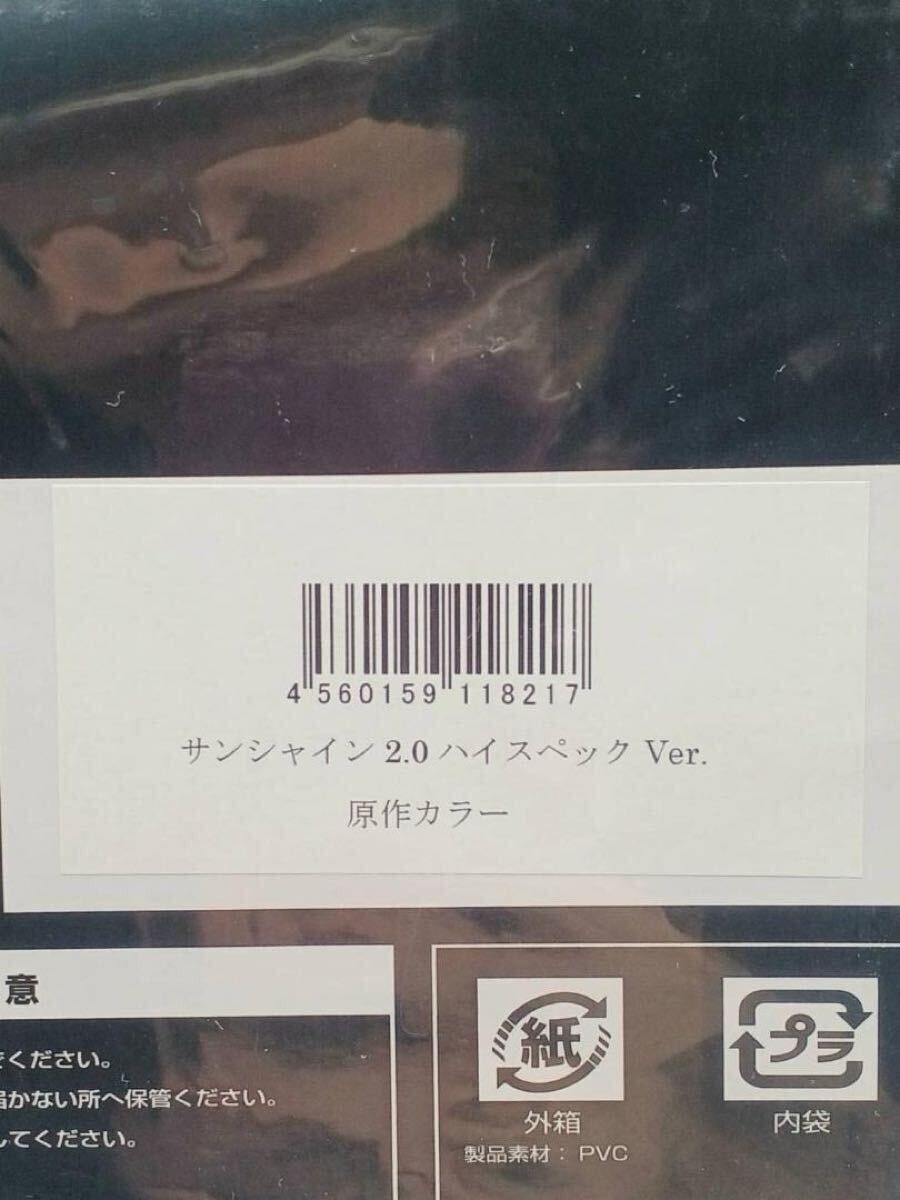 4 560159 118217
サンシャイン 2.0 ハイスペック Ver.
原作カラー
意
ください。
届かない所へ保管ください。
してください。
紙
外箱
製品素材： PVC
プラ
内袋